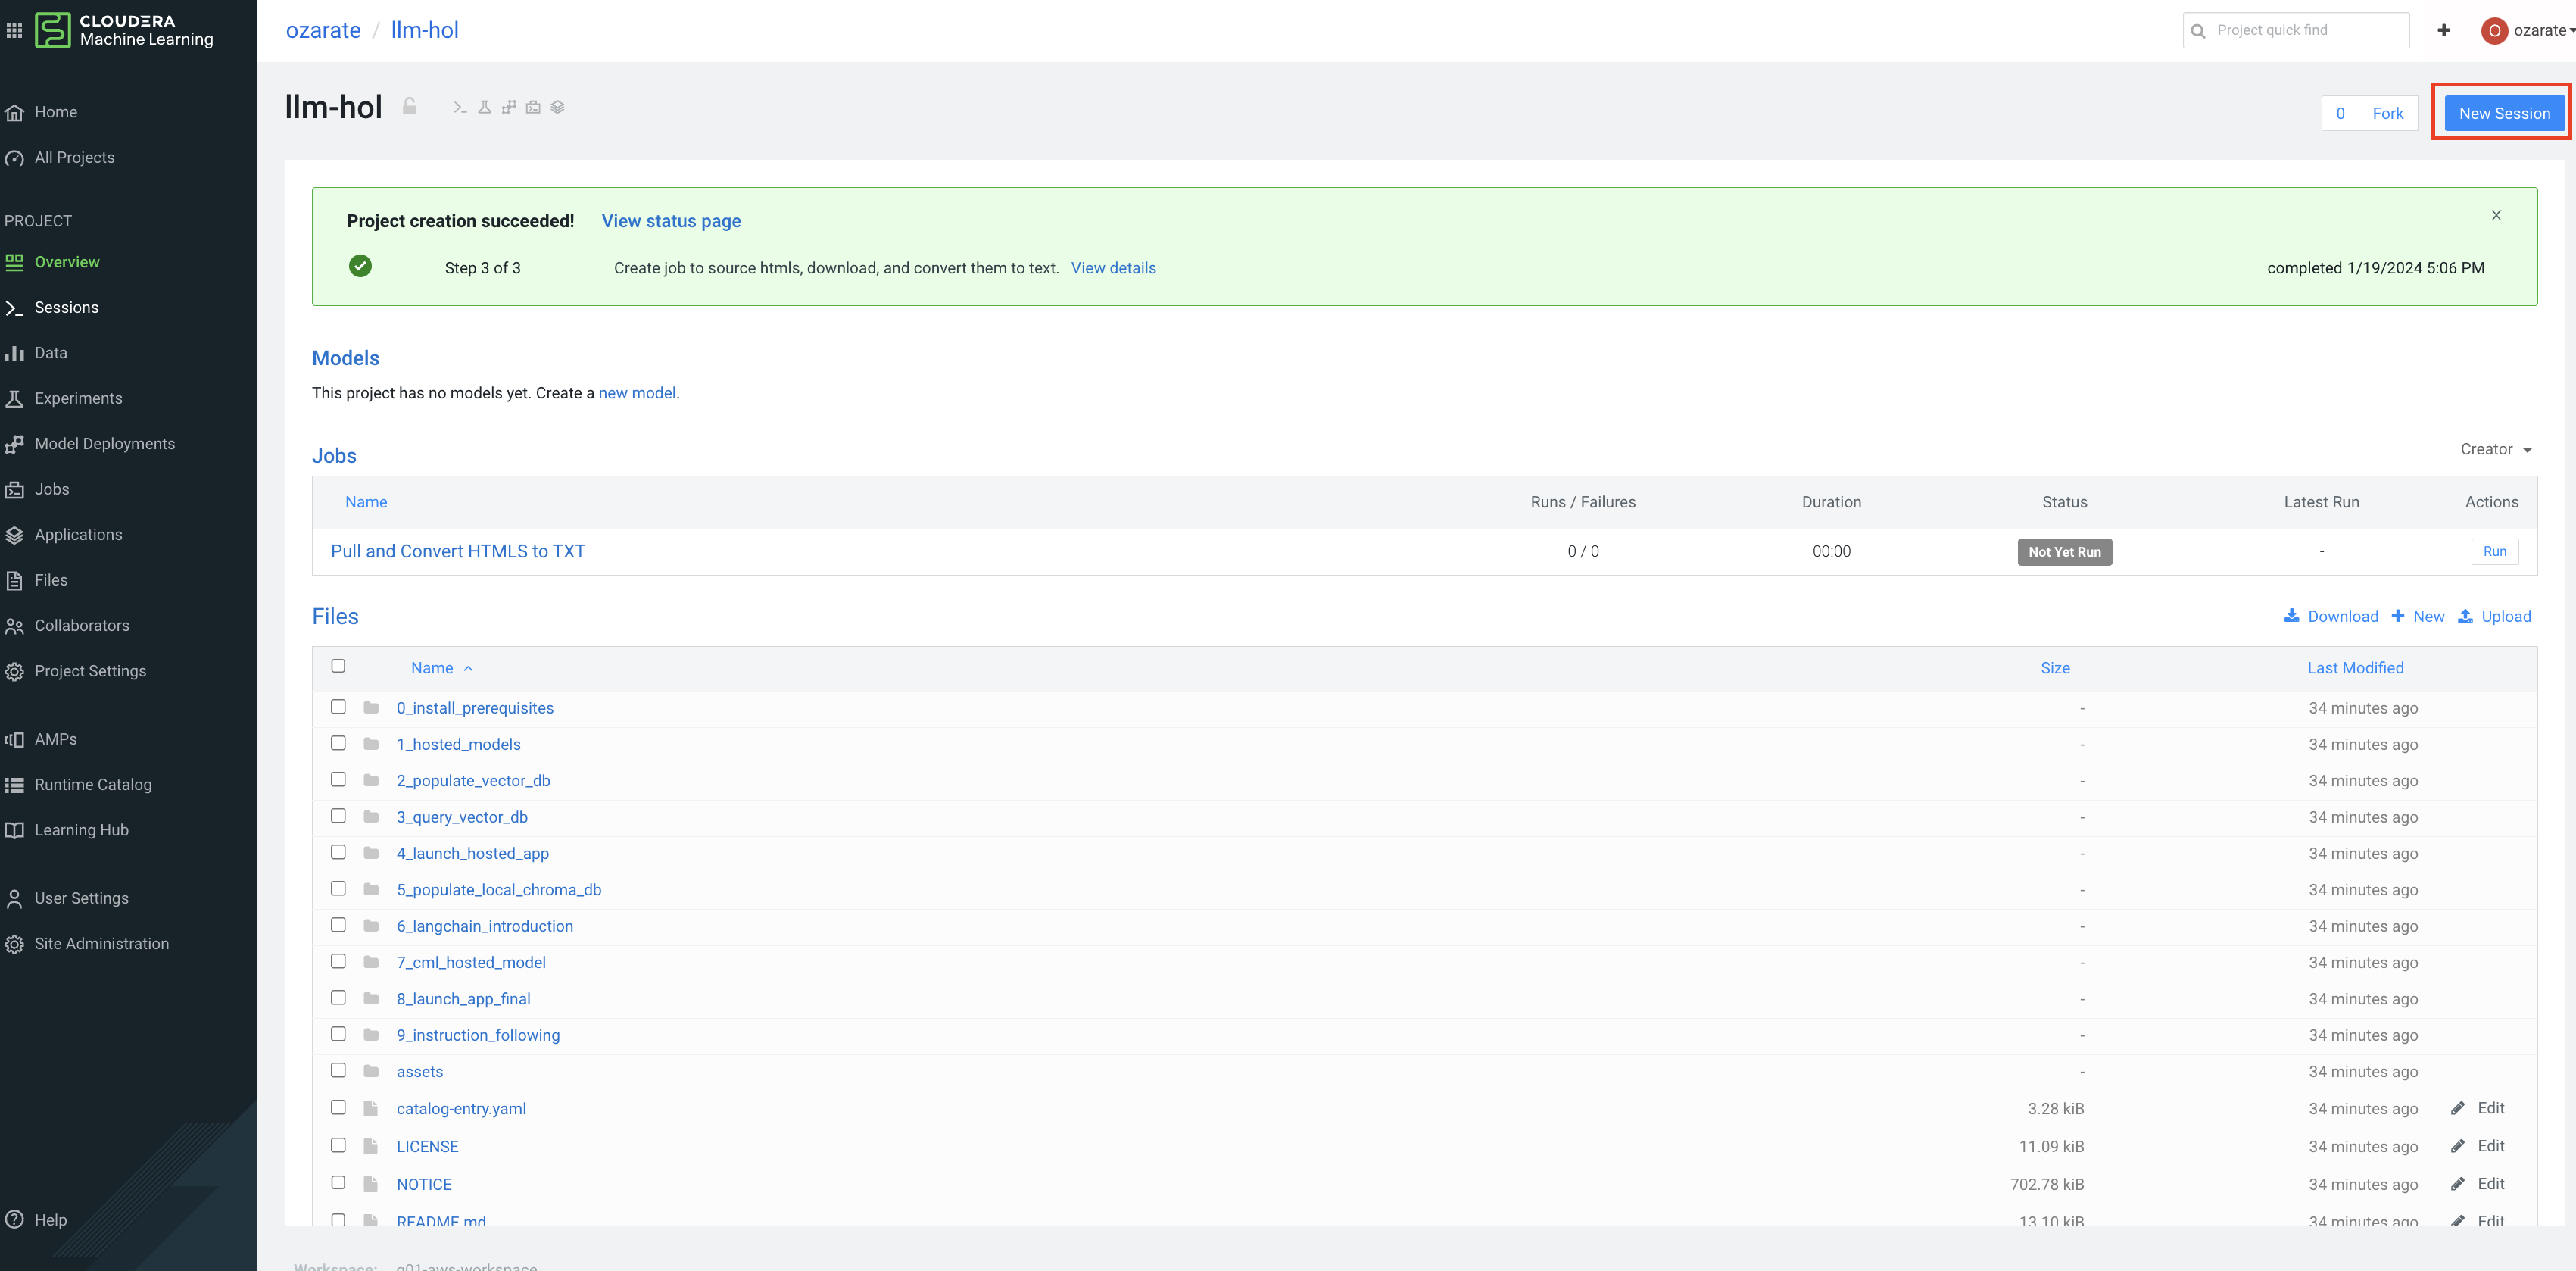 CLOUDERA
Machine Learning
ozarate / llm-hol
Project quick find
O ozarate
Home
All Projects
PROJECT
Overview
Sessions
Data
Experiments
Model Deployments
Jobs
Applications
Files
Collaborators
Project Settings
AMPs
Runtime Catalog
Learning Hub
User Settings
Site Administration
Help
llm-hol
0 Fork New Session
Project creation succeeded! View status page
X
Step 3 of 3 Create job to source htmls, download, and convert them to text. View details completed 1/19/2024 5:06 PM
Models
This project has no models yet. Create a new model.
Jobs Creator
Name Runs / Failures Duration Status Latest Run Actions
Pull and Convert HTMLS to TXT 0 / 0 00:00 Not Yet Run - Run
Files Download New Upload
Name Size Last Modified
0_install_prerequisites - 34 minutes ago
1_hosted_models - 34 minutes ago
2_populate_vector_db - 34 minutes ago
3_query_vector_db - 34 minutes ago
4_launch_hosted_app - 34 minutes ago
5_populate_local_chroma_db - 34 minutes ago
6_langchain_introduction - 34 minutes ago
7_cml_hosted_model - 34 minutes ago
8_launch_app_final - 34 minutes ago
9_instruction_following - 34 minutes ago
assets - 34 minutes ago
catalog-entry.yaml 3.28 kiB 34 minutes ago Edit
LICENSE 11.09 kiB 34 minutes ago Edit
NOTICE 702.78 kiB 34 minutes ago Edit
README.md 13.10 kiB 34 minutes ago Edit
Workspace: g01-aws-workspace